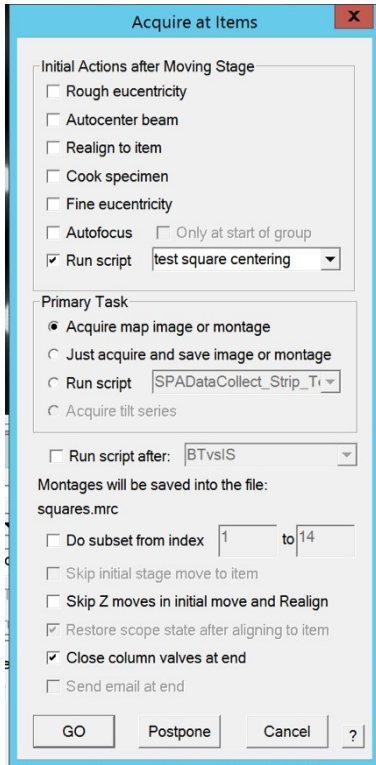 Acquire at Items
x
Initial Actions after Moving Stage
Rough eucentricity
Autocenter beam
Realign to item
Cook specimen
Fine eucentricity
Autofocus Only at start of group
Run script test square centering
Primary Task
Acquire map image or montage
Just acquire and save image or montage
Run script SPADataCollect_Strip_
Acquire tilt series
Run script after: BTvsIS
Montages will be saved into the file:
squares.mrc
Do subset from index 1 to 14
Skip initial stage move to item
Skip Z moves in initial move and Realign
Restore scope state after aligning to item
Close column valves at end
Send email at end
GO Postpone Cancel ?